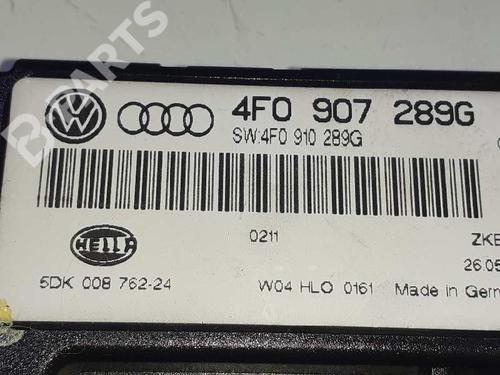 B-PARTS
4F0 907 289G
SW:4F0 910 289G
0211
ZKE
HELLA
26.05
5DK 008 762-24
W04 HLO 0161
Made in Germ